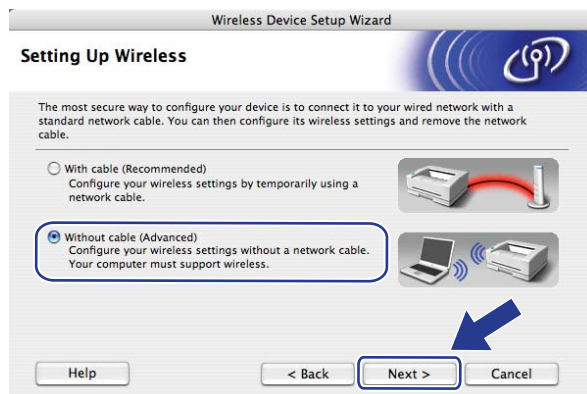 Wireless Device Setup Wizard
Setting Up Wireless
The most secure way to configure your device is to connect it to your wired network with a
standard network cable. You can then configure its wireless settings and remove the network
cable.
With cable (Recommended)
Configure your wireless settings by temporarily using a
network cable.
Without cable (Advanced)
Configure your wireless settings without a network cable.
Your computer must support wireless.
Help
< Back
Next >
Cancel